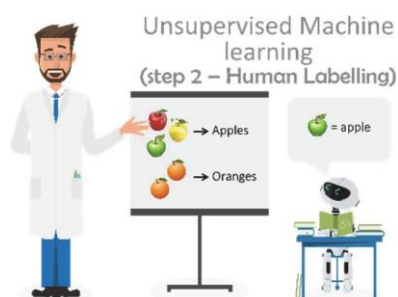 Unsupervised Machine
learning
(step 2 – Human Labelling)
→ Apples
→ Oranges
= apple